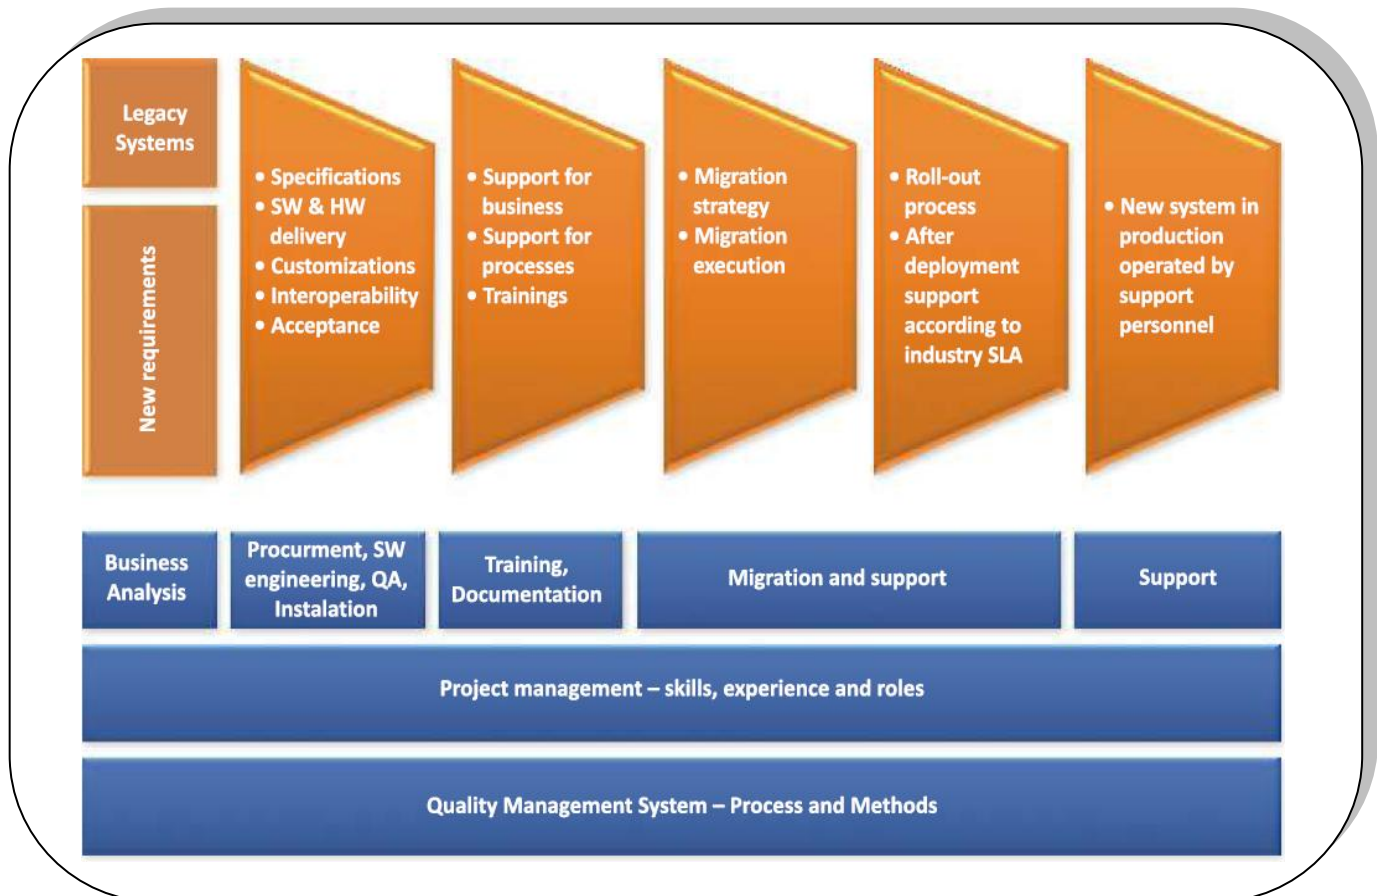 Legacy
Systems
New requirements
• Specifications
• SW & HW
delivery
• Customizations
• Interoperability
• Acceptance
• Support for
business
• Support for
processes
• Trainings
• Migration
strategy
• Migration
execution
• Roll-out
process
• After
deployment
support
according to
industry SLA
• New system in
production
operated by
support
personnel
Business
Analysis
Procurment, SW
engineering, QA,
Instalation
Training,
Documentation
Migration and support
Support
Project management – skills, experience and roles
Quality Management System – Process and Methods